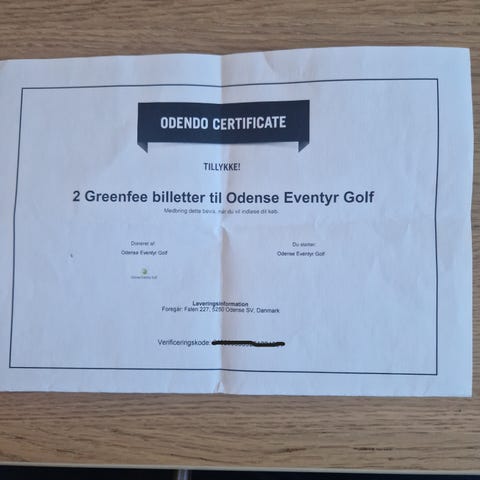 ODENDO CERTIFICATE
TILLYKKE!
2 Greenfee billetter til Odense Eventyr Golf
Medbring dette bevis, når du vil indløse dit køb.
Doneret af:
Odense Eventyr Golf
Du støtter:
Odense Eventyr Golf
Leveringsinformation
Foregår: Falen 227, 5250 Odense SV, Danmark
Verificeringskode: